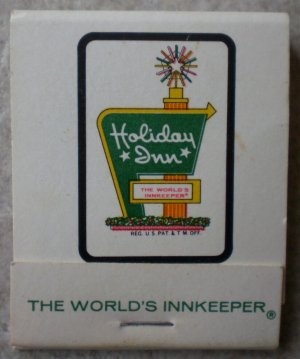 Holiday
Inn
THE WORLD'S
INNKEEPER®
REG. U.S. PAT. & T.M. OFF.
THE WORLD'S INNKEEPER®